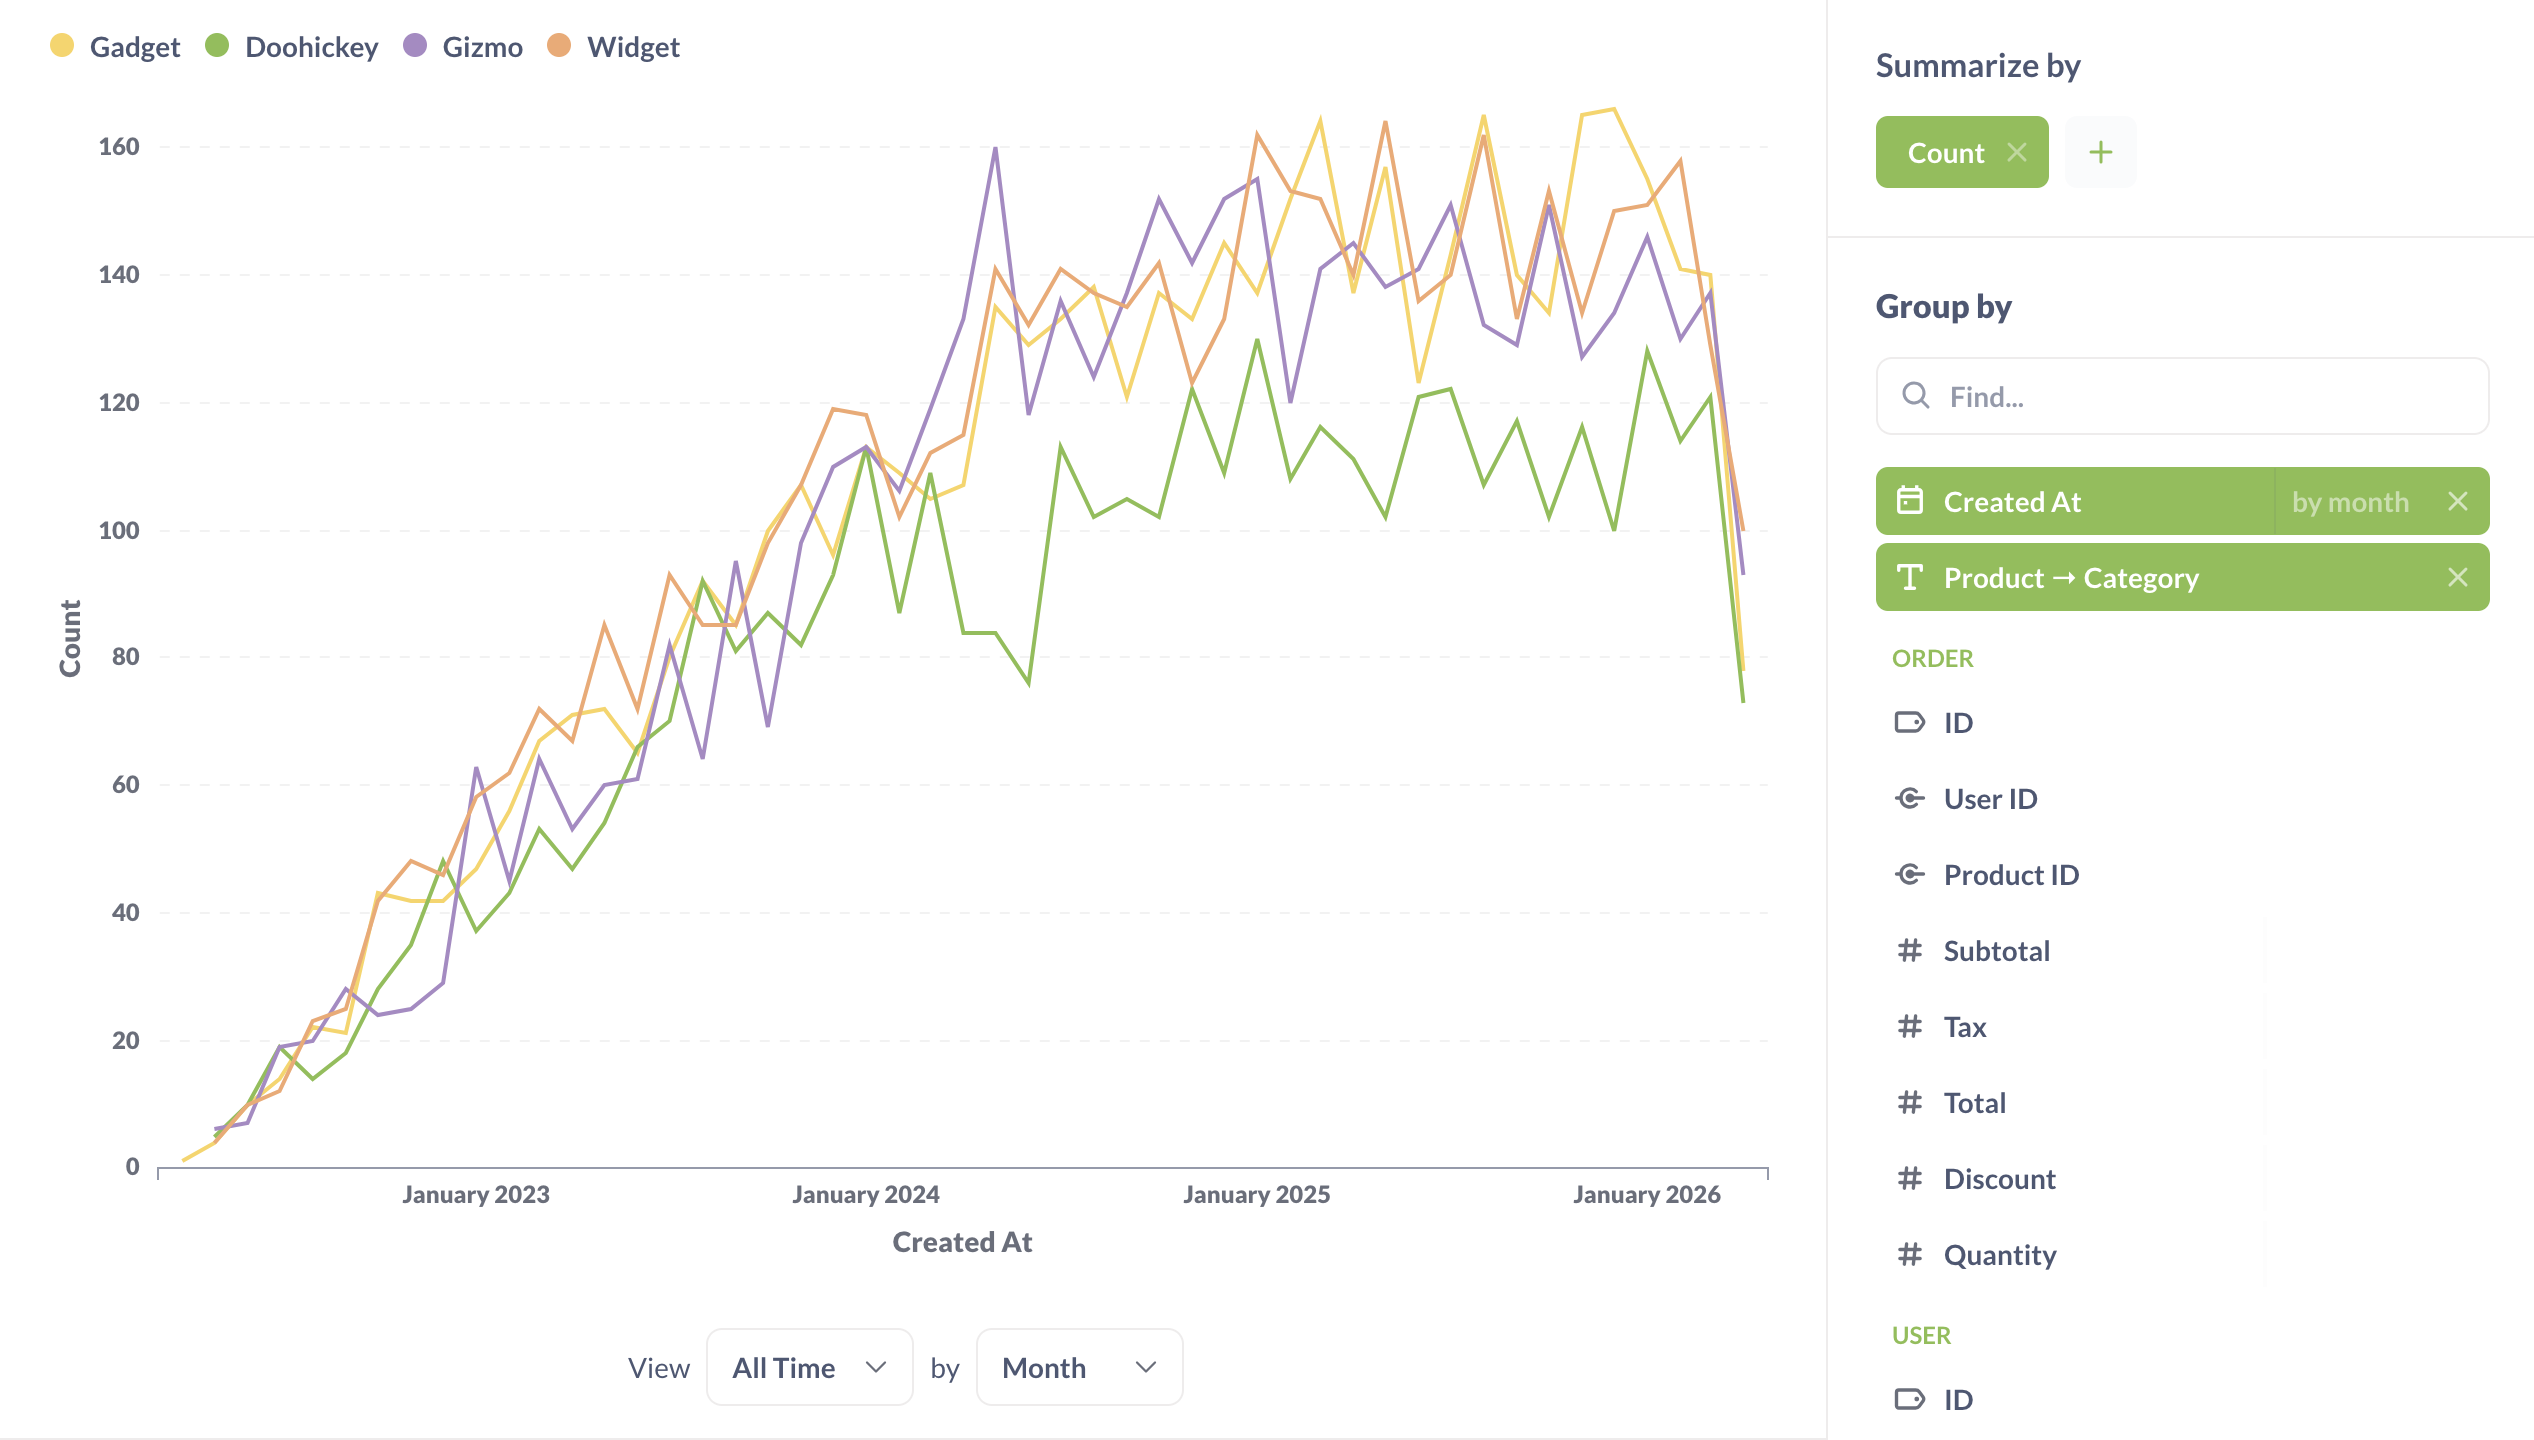 Gadget Doohickey Gizmo Widget
160
140
120
100
80
60
40
20
0
Count
January 2023 January 2024 January 2025 January 2026
Created At
View All Time by Month
Summarize by
Count
Group by
Find...
Created At by month
Product → Category
ORDER
ID
User ID
Product ID
Subtotal
Tax
Total
Discount
Quantity
USER
ID